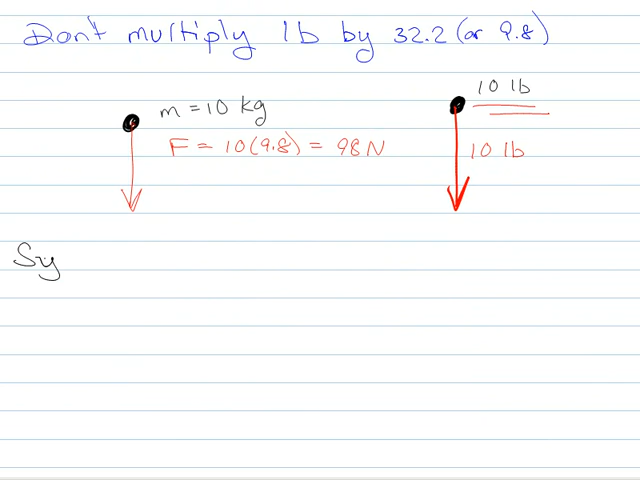 Don't multiply lb by 32.2 (or 9.8)
m = 10 kg
F = 10(9.8) = 98 N
10 lb
10 lb
Sy